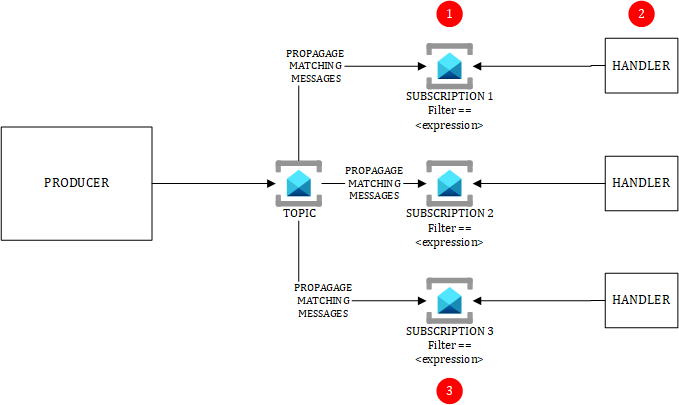 1
2
PROPAGAGE
MATCHING
MESSAGES
HANDLER
SUBSCRIPTION 1
Filter ==
<expression>
PRODUCER
TOPIC
PROPAGAGE
MATCHING
MESSAGES
HANDLER
SUBSCRIPTION 2
Filter ==
<expression>
PROPAGAGE
MATCHING
MESSAGES
HANDLER
SUBSCRIPTION 3
Filter ==
<expression>
3